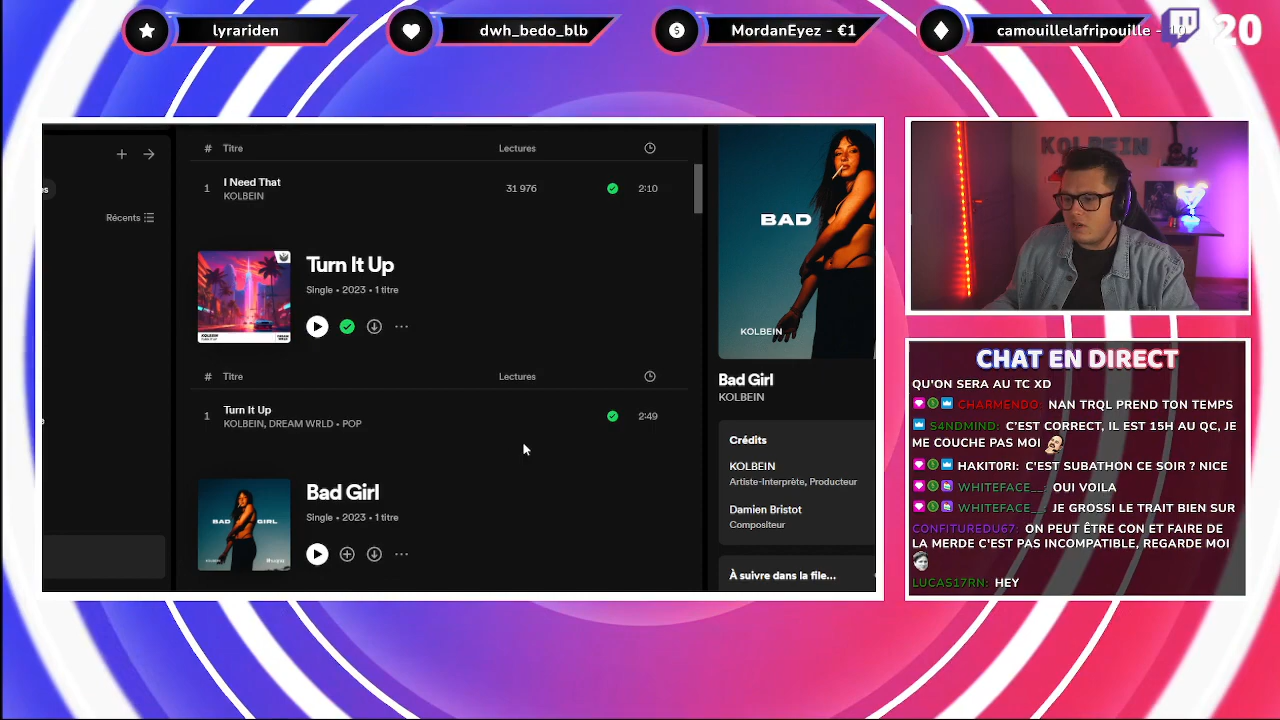 lyrariden
dwh_bedo_blb
MordanEyez - €1
camouillelafripouille -
20
+ →
Récents
# Titre Lectures
1 I Need That 31 976 2:10
KOLBEIN
Turn It Up
Single • 2023 • 1 titre
# Titre Lectures
1 Turn It Up 2:49
KOLBEIN, DREAM WRLD • POP
BAD GIRL
Bad Girl
Single • 2023 • 1 titre
BAD
KOLBEIN
Bad Girl
KOLBEIN
Crédits
KOLBEIN
Artiste-Interprète, Producteur
Damien Bristot
Compositeur
À suivre dans la file...
KOLBEIN
CHAT EN DIRECT
QU'ON SERA AU TC XD
CHARMENDO: NAN TRQL PREND TON TEMPS
S4NDMIND: C'EST CORRECT, IL EST 15H AU QC, JE
ME COUCHE PAS MOI
HAKIT0RI: C'EST SUBATHON CE SOIR ? NICE
WHITEFACE__: OUI VOILA
WHITEFACE__: JE GROSSI LE TRAIT BIEN SUR
CONFITUREDU67: ON PEUT ÊTRE CON ET FAIRE DE
LA MERDE C'EST PAS INCOMPATIBLE, REGARDE MOI
LUCAS17RN: HEY